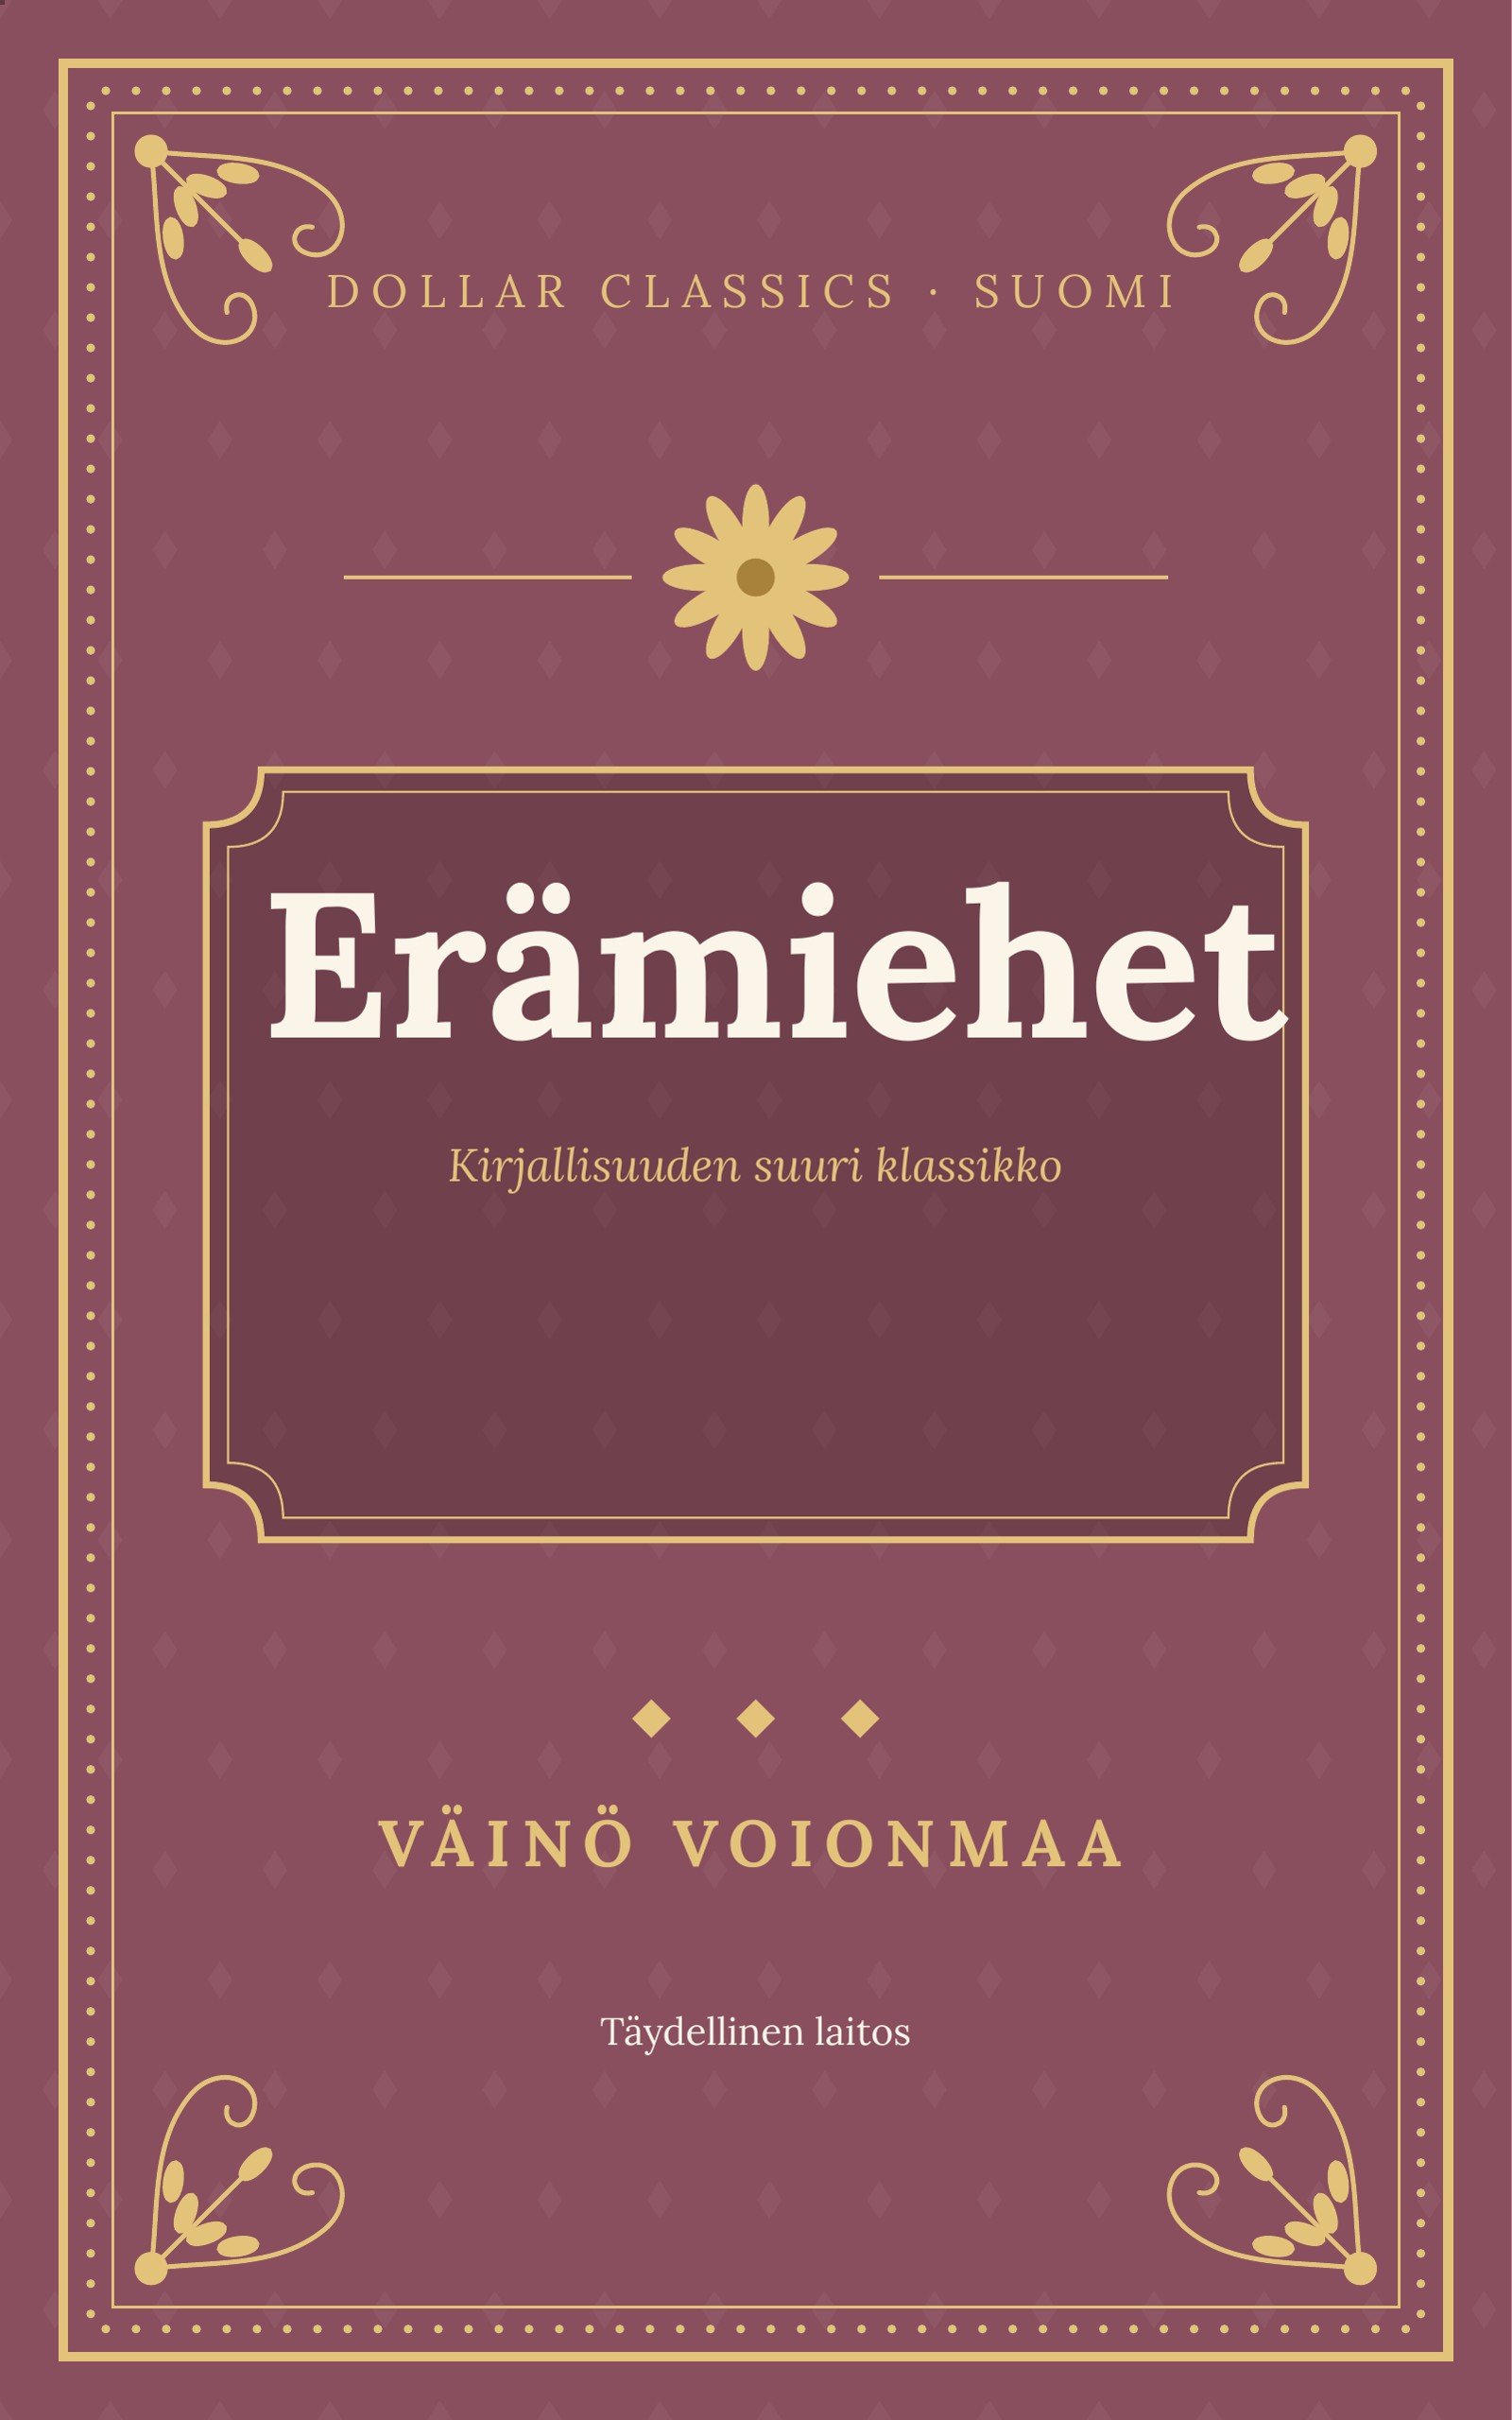 DOLLAR CLASSICS · SUOMI
Erämiehet
Kirjallisuuden suuri klassikko
VÄINÖ VOIONMAA
Täydellinen laitos